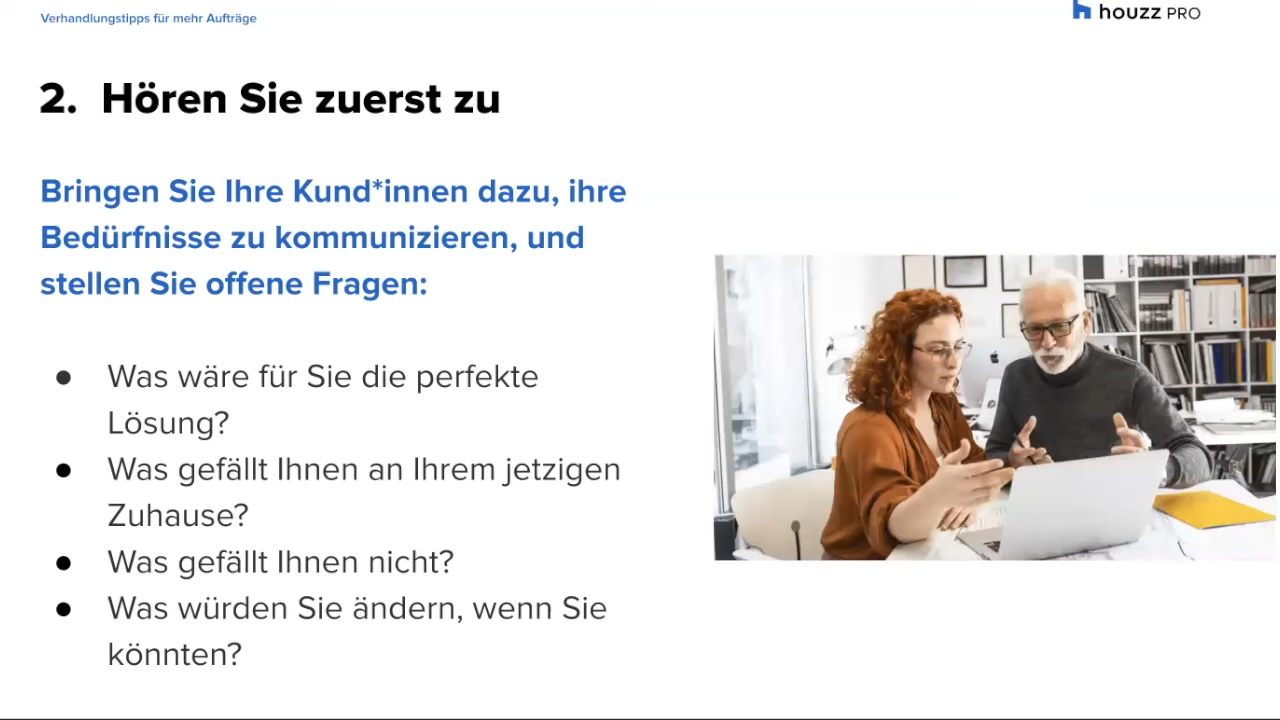 Verhandlungstipps für mehr Aufträge
houzz PRO
2. Hören Sie zuerst zu
Bringen Sie Ihre Kund*innen dazu, ihre
Bedürfnisse zu kommunizieren, und
stellen Sie offene Fragen:
● Was wäre für Sie die perfekte
Lösung?
● Was gefällt Ihnen an Ihrem jetzigen
Zuhause?
● Was gefällt Ihnen nicht?
● Was würden Sie ändern, wenn Sie
könnten?